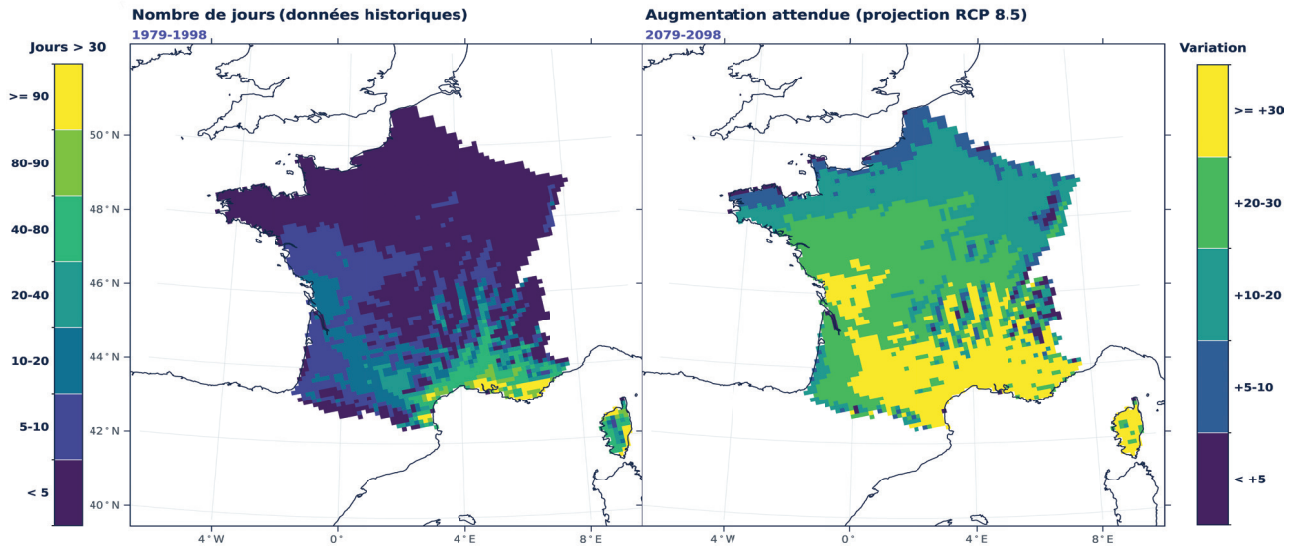 Nombre de jours (données historiques)
1979-1998
Augmentation attendue (projection RCP 8.5)
2079-2098
Jours > 30
>= 90
80-90
40-80
20-40
10-20
5-10
< 5
50°N
48°N
46°N
44°N
42°N
40°N
4°W
0°
4°E
8°E
4°W
0°
4°E
8°E
Variation
>= +30
+20-30
+10-20
+5-10
< +5